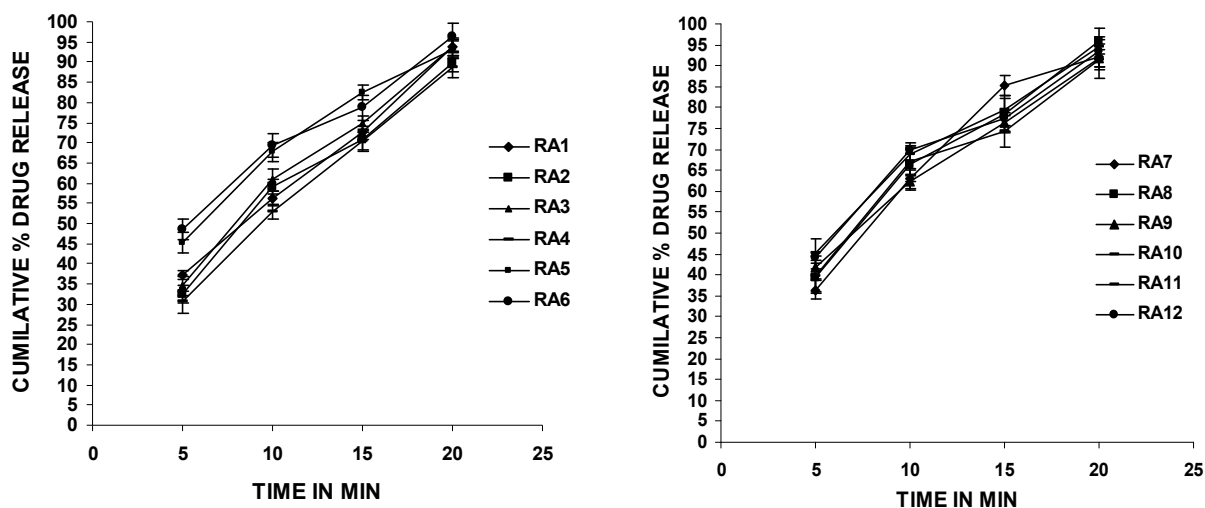 CUMILATIVE % DRUG RELEASE
100
95
90
85
80
75
70
65
60
55
50
45
40
35
30
25
20
15
10
5
0
0 5 10 15 20 25
TIME IN MIN
RA1
RA2
RA3
RA4
RA5
RA6
CUMILATIVE % DRUG RELEASE
100
95
90
85
80
75
70
65
60
55
50
45
40
35
30
25
20
15
10
5
0
0 5 10 15 20 25
TIME IN MIN
RA7
RA8
RA9
RA10
RA11
RA12